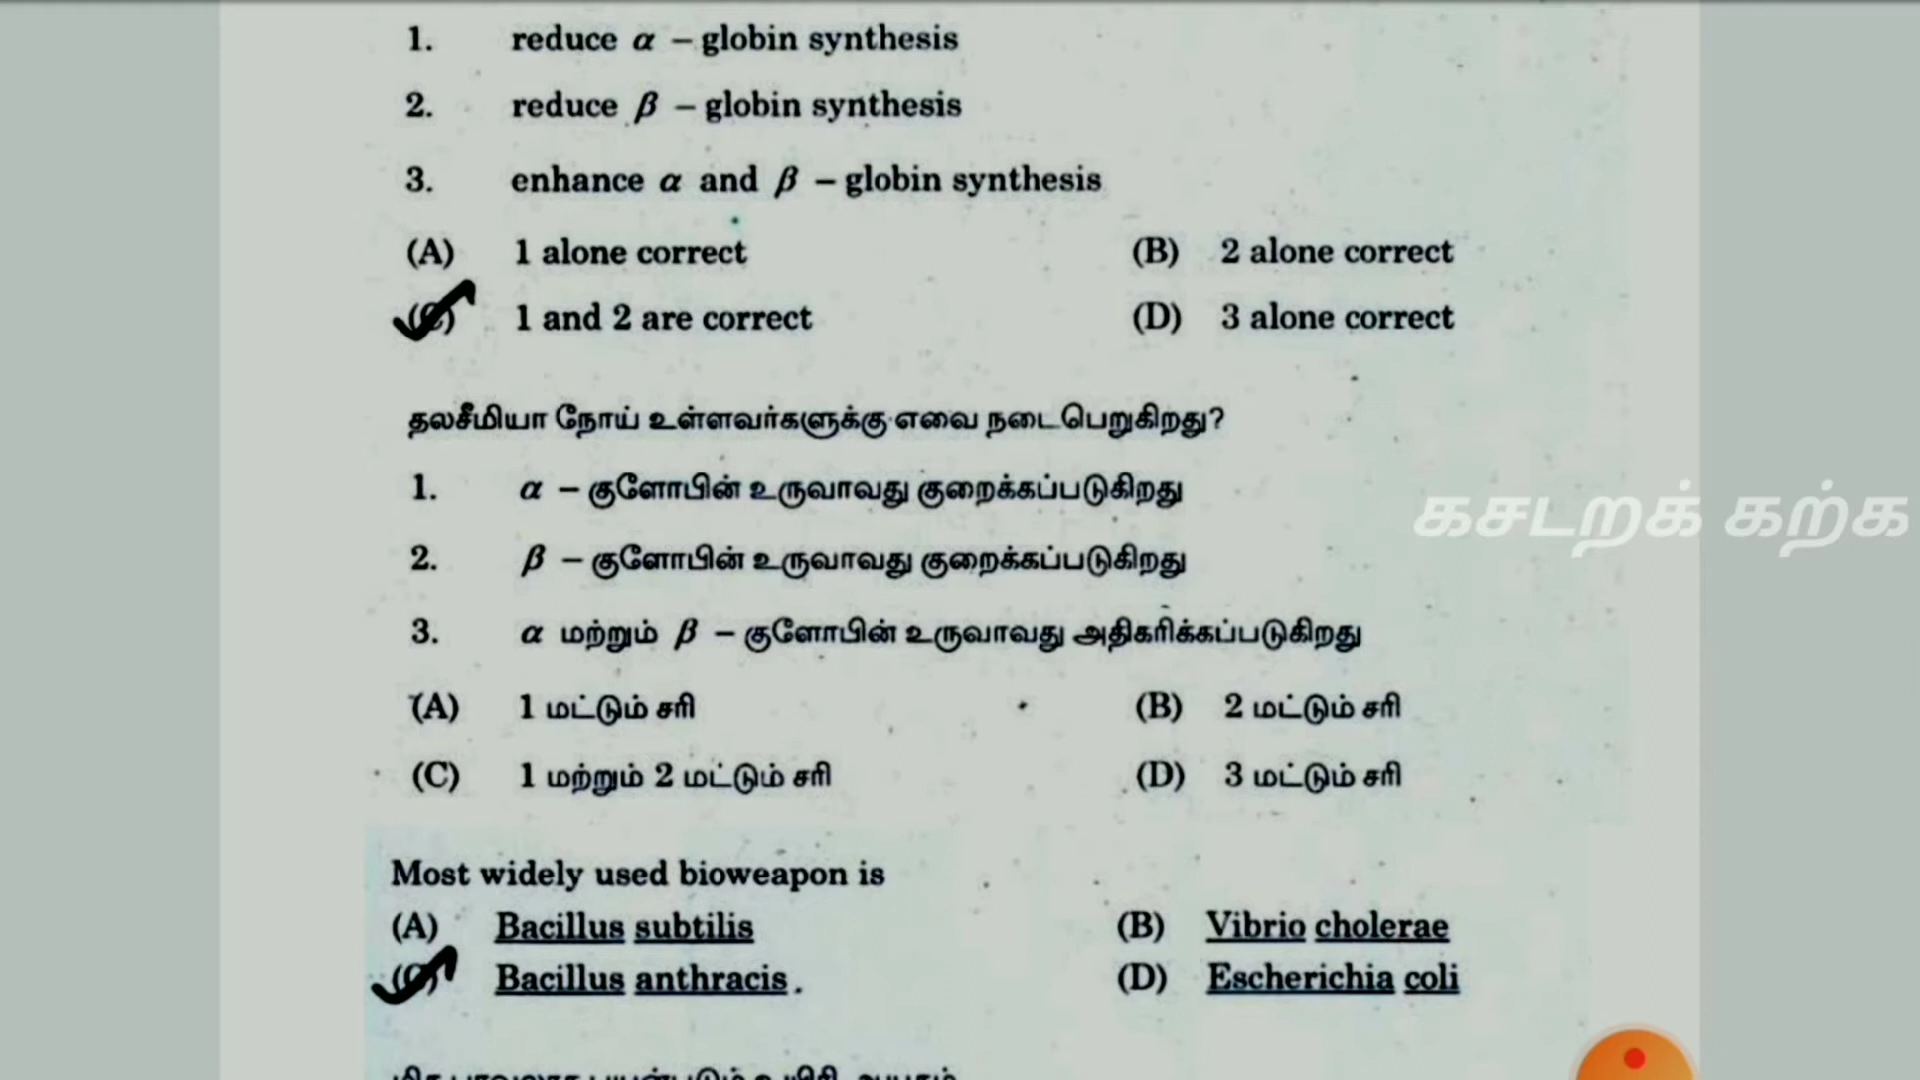 1. reduce α – globin synthesis
2. reduce β – globin synthesis
3. enhance α and β – globin synthesis
(A) 1 alone correct (B) 2 alone correct
(C) 1 and 2 are correct (D) 3 alone correct
தலசீமியா நோய் உள்ளவர்களுக்கு எவை நடைபெறுகிறது?
1. α – குளோபின் உருவாவது குறைக்கப்படுகிறது
கசடறக் கற்க
2. β – குளோபின் உருவாவது குறைக்கப்படுகிறது
3. α மற்றும் β – குளோபின் உருவாவது அதிகரிக்கப்படுகிறது
(A) 1 மட்டும் சரி (B) 2 மட்டும் சரி
(C) 1 மற்றும் 2 மட்டும் சரி (D) 3 மட்டும் சரி
Most widely used bioweapon is
(A) Bacillus subtilis (B) Vibrio cholerae
(C) Bacillus anthracis. (D) Escherichia coli